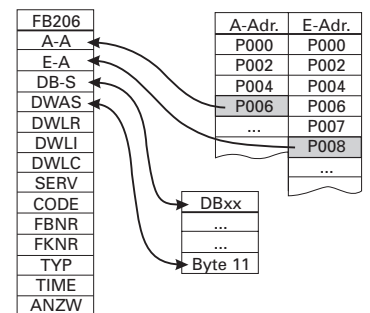 FB206
A-A
E-A
DB-S
DWAS
DWLR
DWLI
DWLC
SERV
CODE
FBNR
FKNR
TYP
TIME
ANZW
A-Adr. E-Adr.
P000 P000
P002 P002
P004 P004
P006 P006
... P007
P008
...
DBxx
...
...
Byte 11